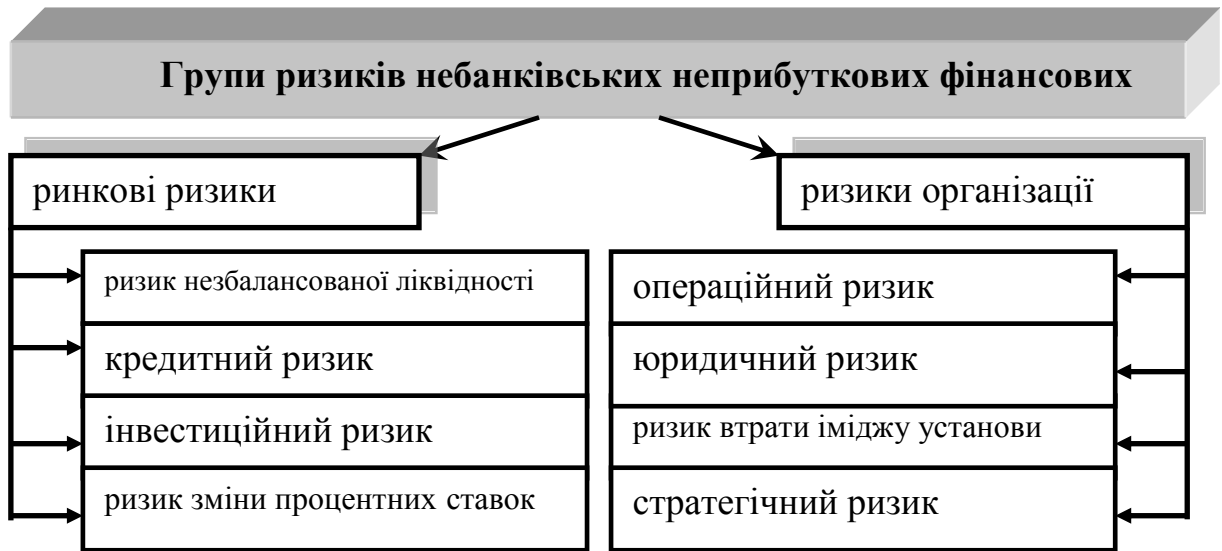 Групи ризиків небанківських неприбуткових фінансових
ринкові ризики
ризик незбалансованої ліквідності
кредитний ризик
інвестиційний ризик
ризик зміни процентних ставок
ризики організації
операційний ризик
юридичний ризик
ризик втрати іміджу установи
стратегічний ризик